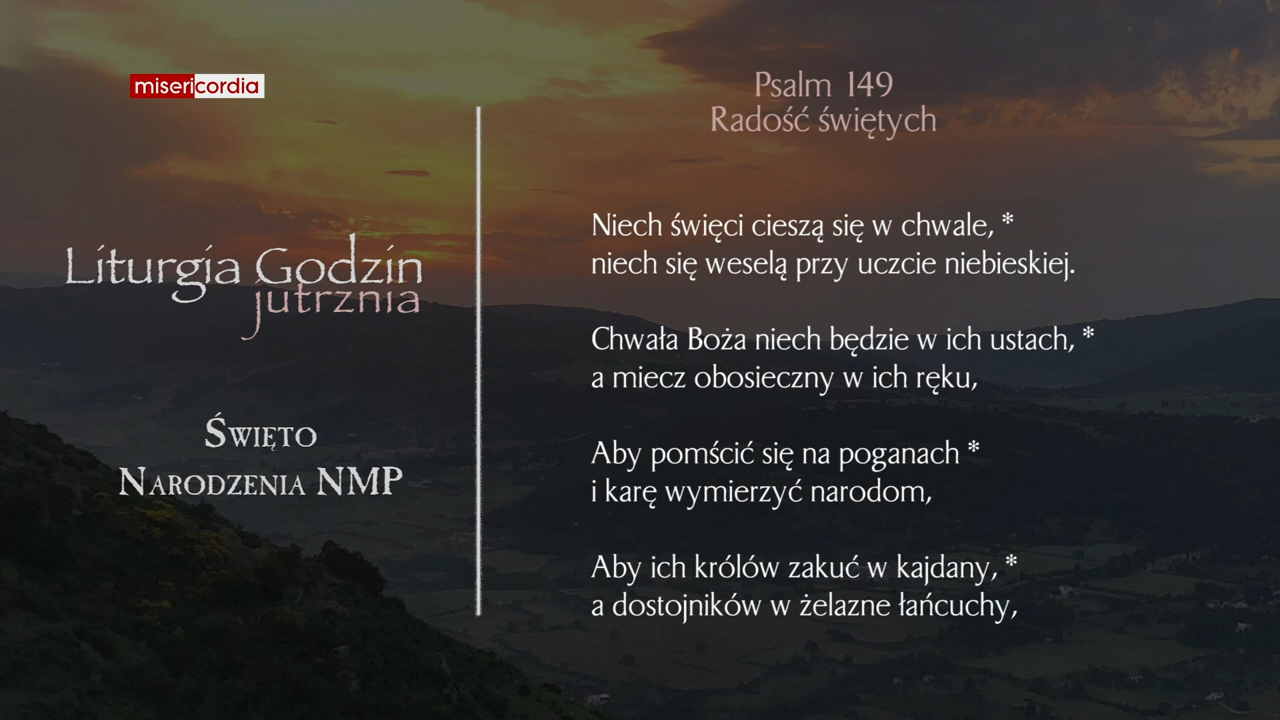 misericordia
Liturgia Godzin
jutrznia
Święto
Narodzenia NMP
Psalm 149
Radość świętych
Niech święci cieszą się w chwale, *
niech się weselą przy uczcie niebieskiej.
Chwała Boża niech będzie w ich ustach, *
a miecz obosieczny w ich ręku,
Aby pomścić się na poganach *
i karę wymierzyć narodom,
Aby ich królów zakuć w kajdany, *
a dostojników w żelazne łańcuchy,